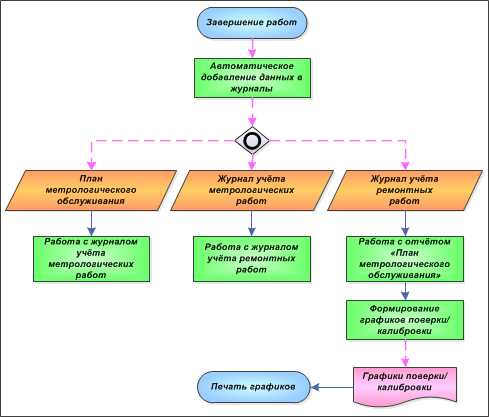 Завершение работ
Автоматическое
добавление данных в
журналы
План
метрологического
обслуживания
Журнал учёта
метрологических
работ
Журнал учёта
ремонтных
работ
Работа с журналом
учёта
метрологических
работ
Работа с журналом
учёта ремонтных
работ
Работа с отчётом
«План
метрологического
обслуживания»
Формирование
графиков поверки/
калибровки
Графики поверки/
калибровки
Печать графиков